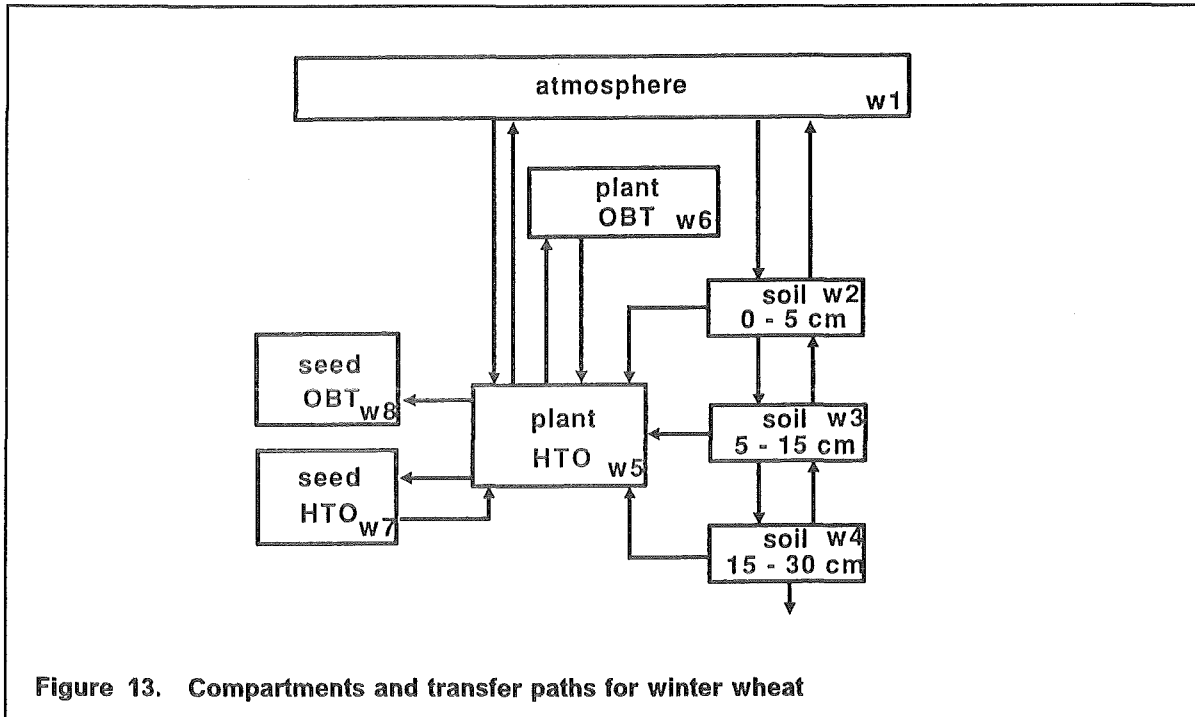 atmosphere
w1
plant
OBT w6
soil w2
0 - 5 cm
seed
OBT w8
plant
HTO w5
soil w3
5 - 15 cm
seed
HTO w7
soil w4
15 - 30 cm
Figure 13. Compartments and transfer paths for winter wheat